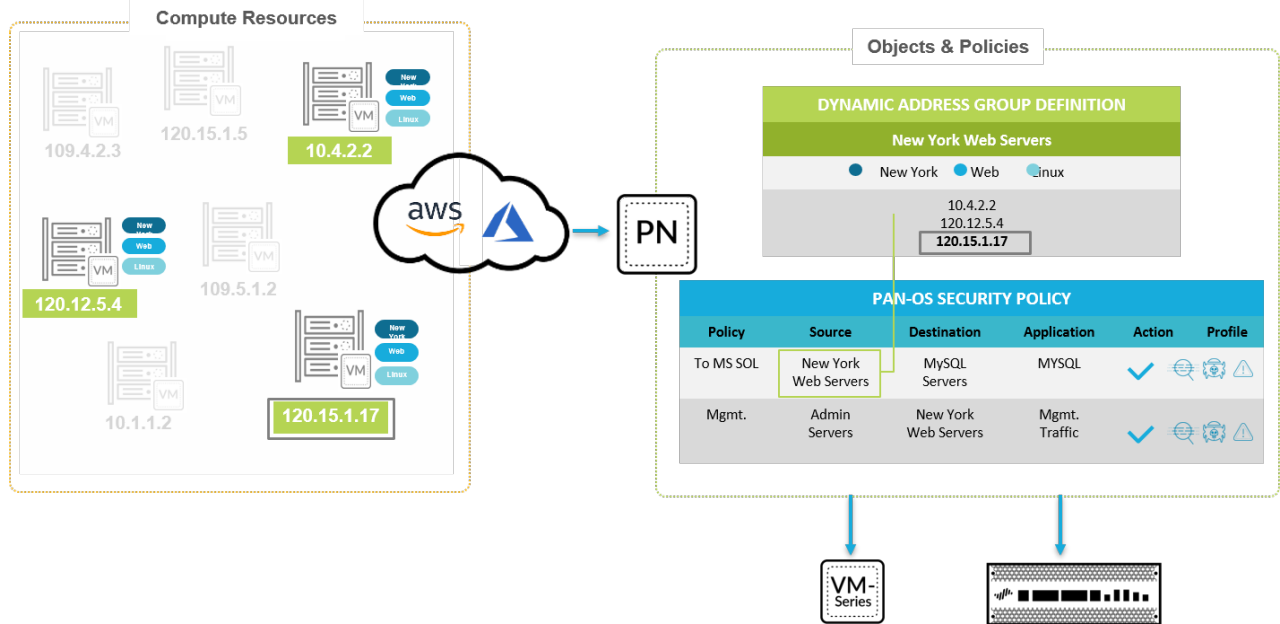 Compute Resources
VM
109.4.2.3
VM
120.15.1.5
VM
New
York
Web
Linux
10.4.2.2
VM
New
York
Web
Linux
120.12.5.4
VM
109.5.1.2
VM
10.1.1.2
VM
New
York
Web
Linux
120.15.1.17
aws
PN
Objects & Policies
DYNAMIC ADDRESS GROUP DEFINITION
New York Web Servers
New York Web Linux
10.4.2.2
120.12.5.4
120.15.1.17
PAN-OS SECURITY POLICY
Policy Source Destination Application Action Profile
To MS SOL
New York
Web Servers
MySQL
Servers
MYSQL
Mgmt.
Admin
Servers
New York
Web Servers
Mgmt.
Traffic
VM-
Series